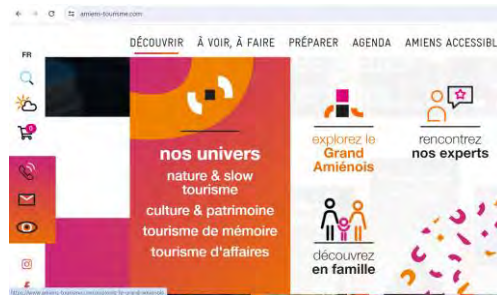 amiens-tourisme.com
DÉCOUVRIR À VOIR, À FAIRE PRÉPARER AGENDA AMIENS ACCESSIBL
FR
0
nos univers
nature & slow
tourisme
culture & patrimoine
tourisme de mémoire
tourisme d'affaires
explorez le
Grand
Amiénois
rencontrez
nos experts
découvrez
en famille